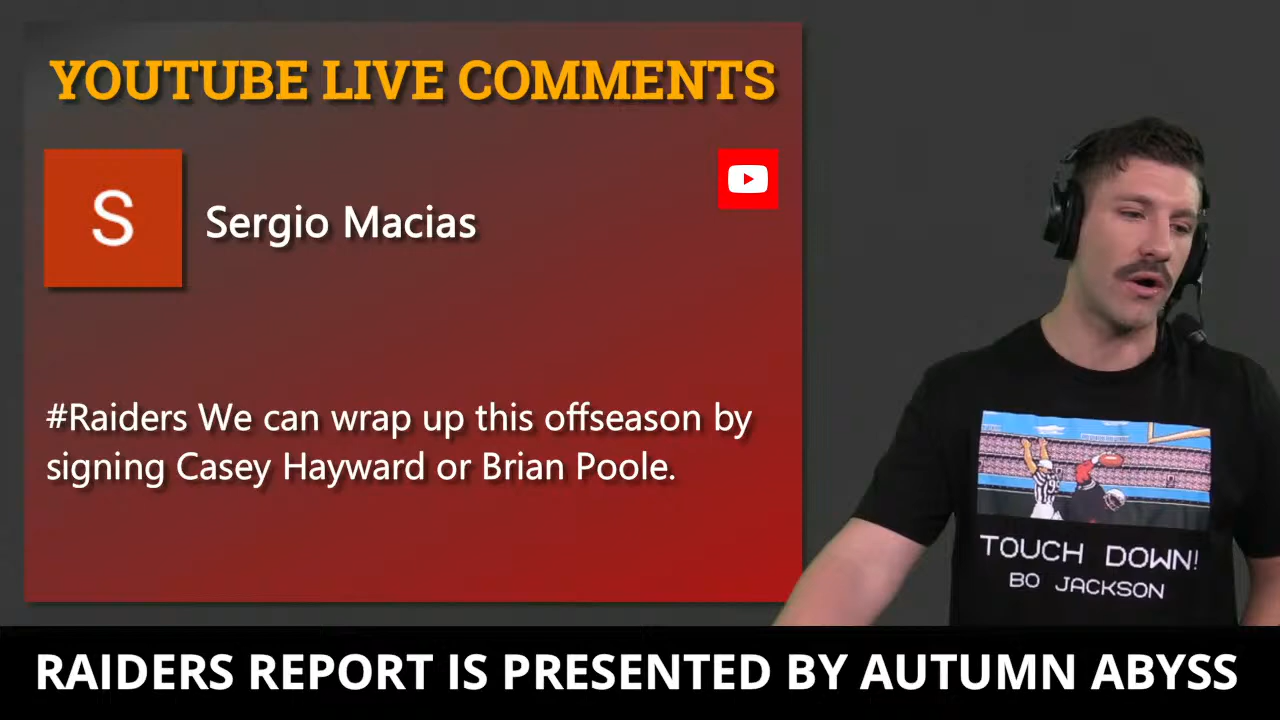 YOUTUBE LIVE COMMENTS
S
Sergio Macias
#Raiders We can wrap up this offseason by
signing Casey Hayward or Brian Poole.
TOUCH DOWN!
BO JACKSON
RAIDERS REPORT IS PRESENTED BY AUTUMN ABYSS